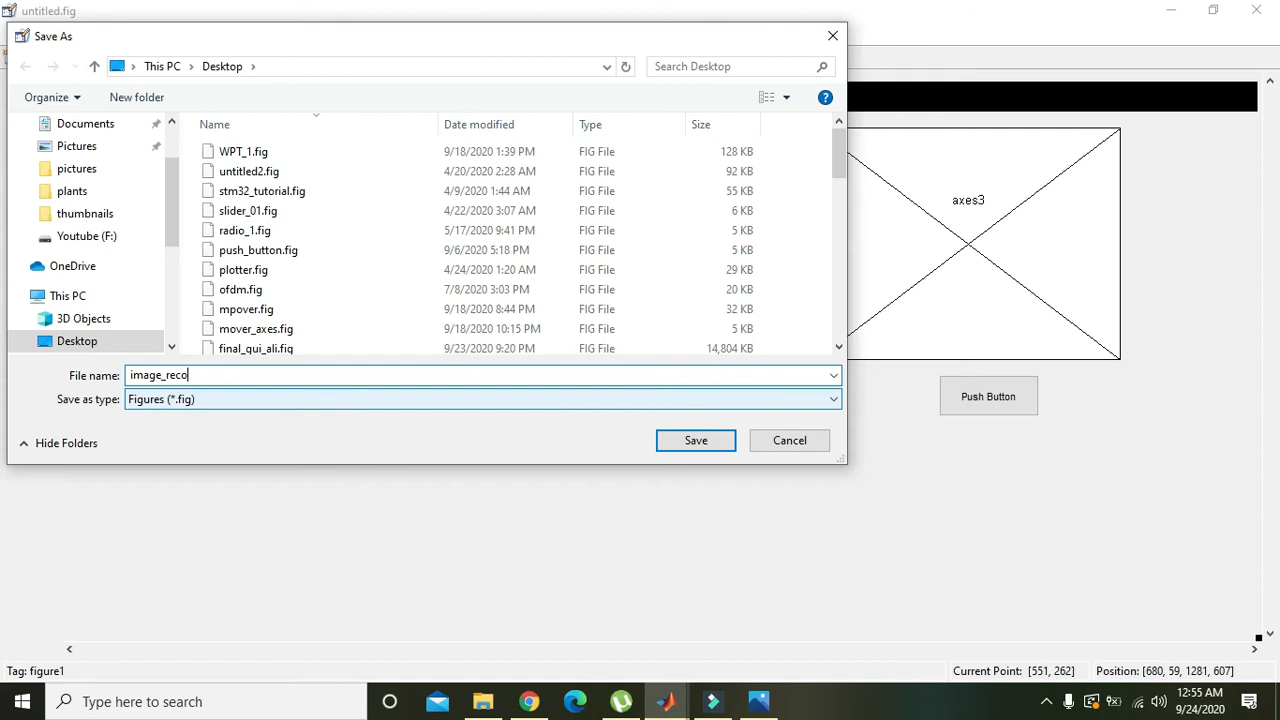 untitled.fig
Save As
This PC > Desktop >
Search Desktop
Organize
New folder
Name Date modified Type Size
Documents
Pictures
pictures
plants
thumbnails
Youtube (F:)
OneDrive
This PC
3D Objects
Desktop
WPT_1.fig 9/18/2020 1:39 PM FIG File 128 KB
untitled2.fig 4/20/2020 2:28 AM FIG File 92 KB
stm32_tutorial.fig 4/9/2020 1:44 AM FIG File 55 KB
slider_01.fig 4/22/2020 3:07 AM FIG File 6 KB
radio_1.fig 5/17/2020 9:41 PM FIG File 5 KB
push_button.fig 9/6/2020 5:18 PM FIG File 5 KB
plotter.fig 4/24/2020 1:20 AM FIG File 29 KB
ofdm.fig 7/8/2020 3:03 PM FIG File 20 KB
mpover.fig 9/18/2020 8:44 PM FIG File 32 KB
mover_axes.fig 9/18/2020 10:15 PM FIG File 5 KB
final_gui_ali.fig 9/23/2020 9:20 PM FIG File 14,804 KB
File name: image_reco
Save as type: Figures (*.fig)
Hide Folders
Save
Cancel
axes3
Push Button
Tag: figure1
Current Point: [551, 262]
Position: [680, 59, 1281, 607]
Type here to search
12:55 AM
9/24/2020